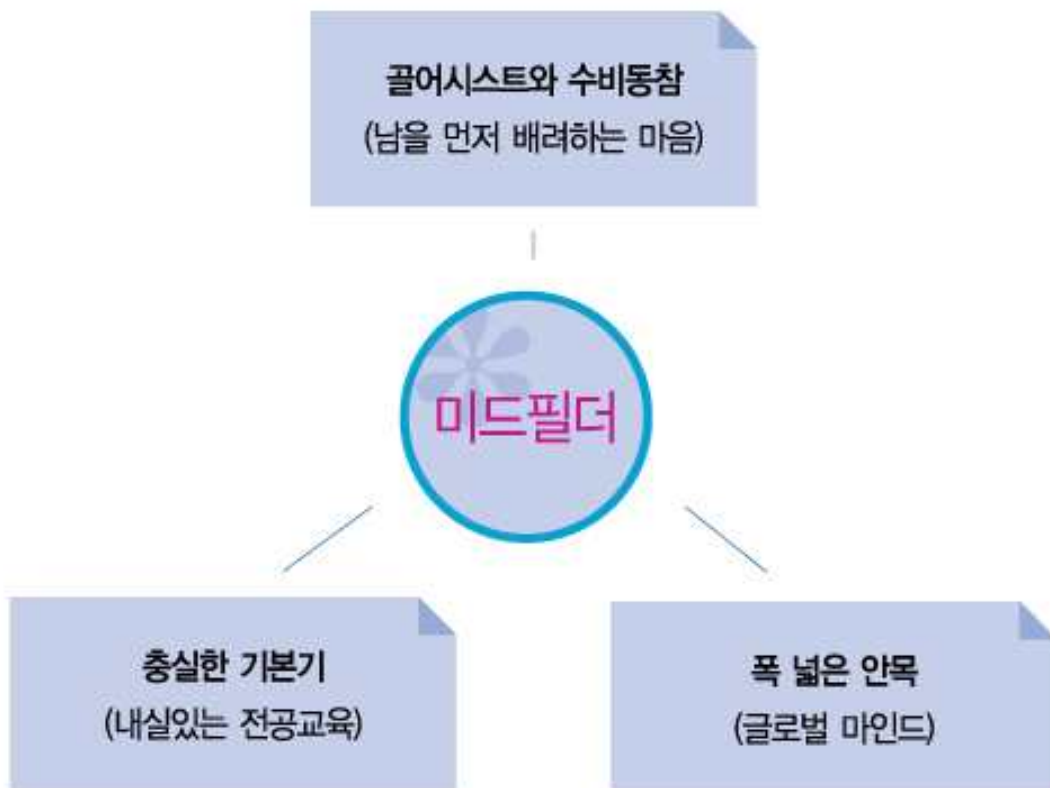 골어시스트와 수비동참
(남을 먼저 배려하는 마음)
미드필더
충실한 기본기
(내실있는 전공교육)
폭 넓은 안목
(글로벌 마인드)